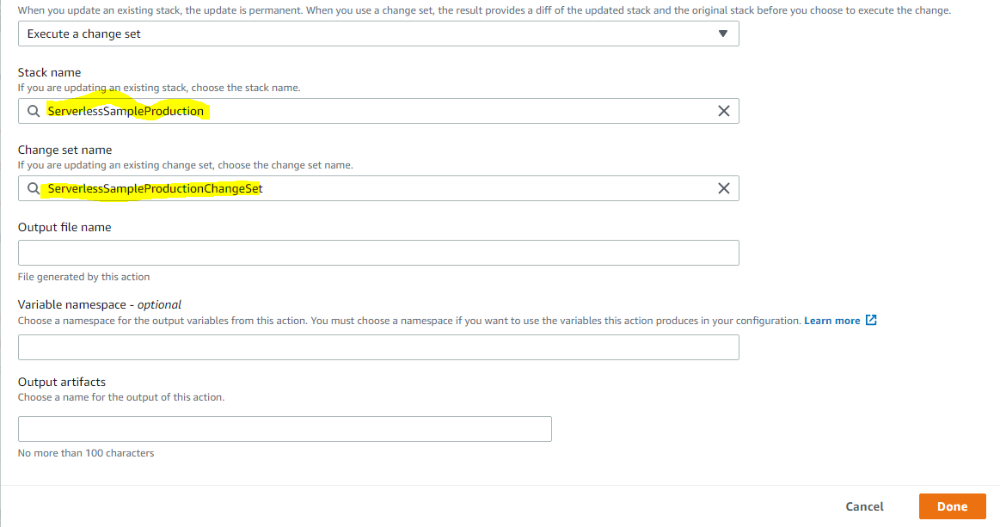 When you update an existing stack, the update is permanent. When you use a change set, the result provides a diff of the updated stack and the original stack before you choose to execute the change.
Execute a change set
Stack name
If you are updating an existing stack, choose the stack name.
ServerlessSampleProduction
Change set name
If you are updating an existing change set, choose the change set name.
ServerlessSampleProductionChangeSet
Output file name
File generated by this action
Variable namespace - optional
Choose a namespace for the output variables from this action. You must choose a namespace if you want to use the variables this action produces in your configuration. Learn more
Output artifacts
Choose a name for the output of this action.
No more than 100 characters
Cancel Done